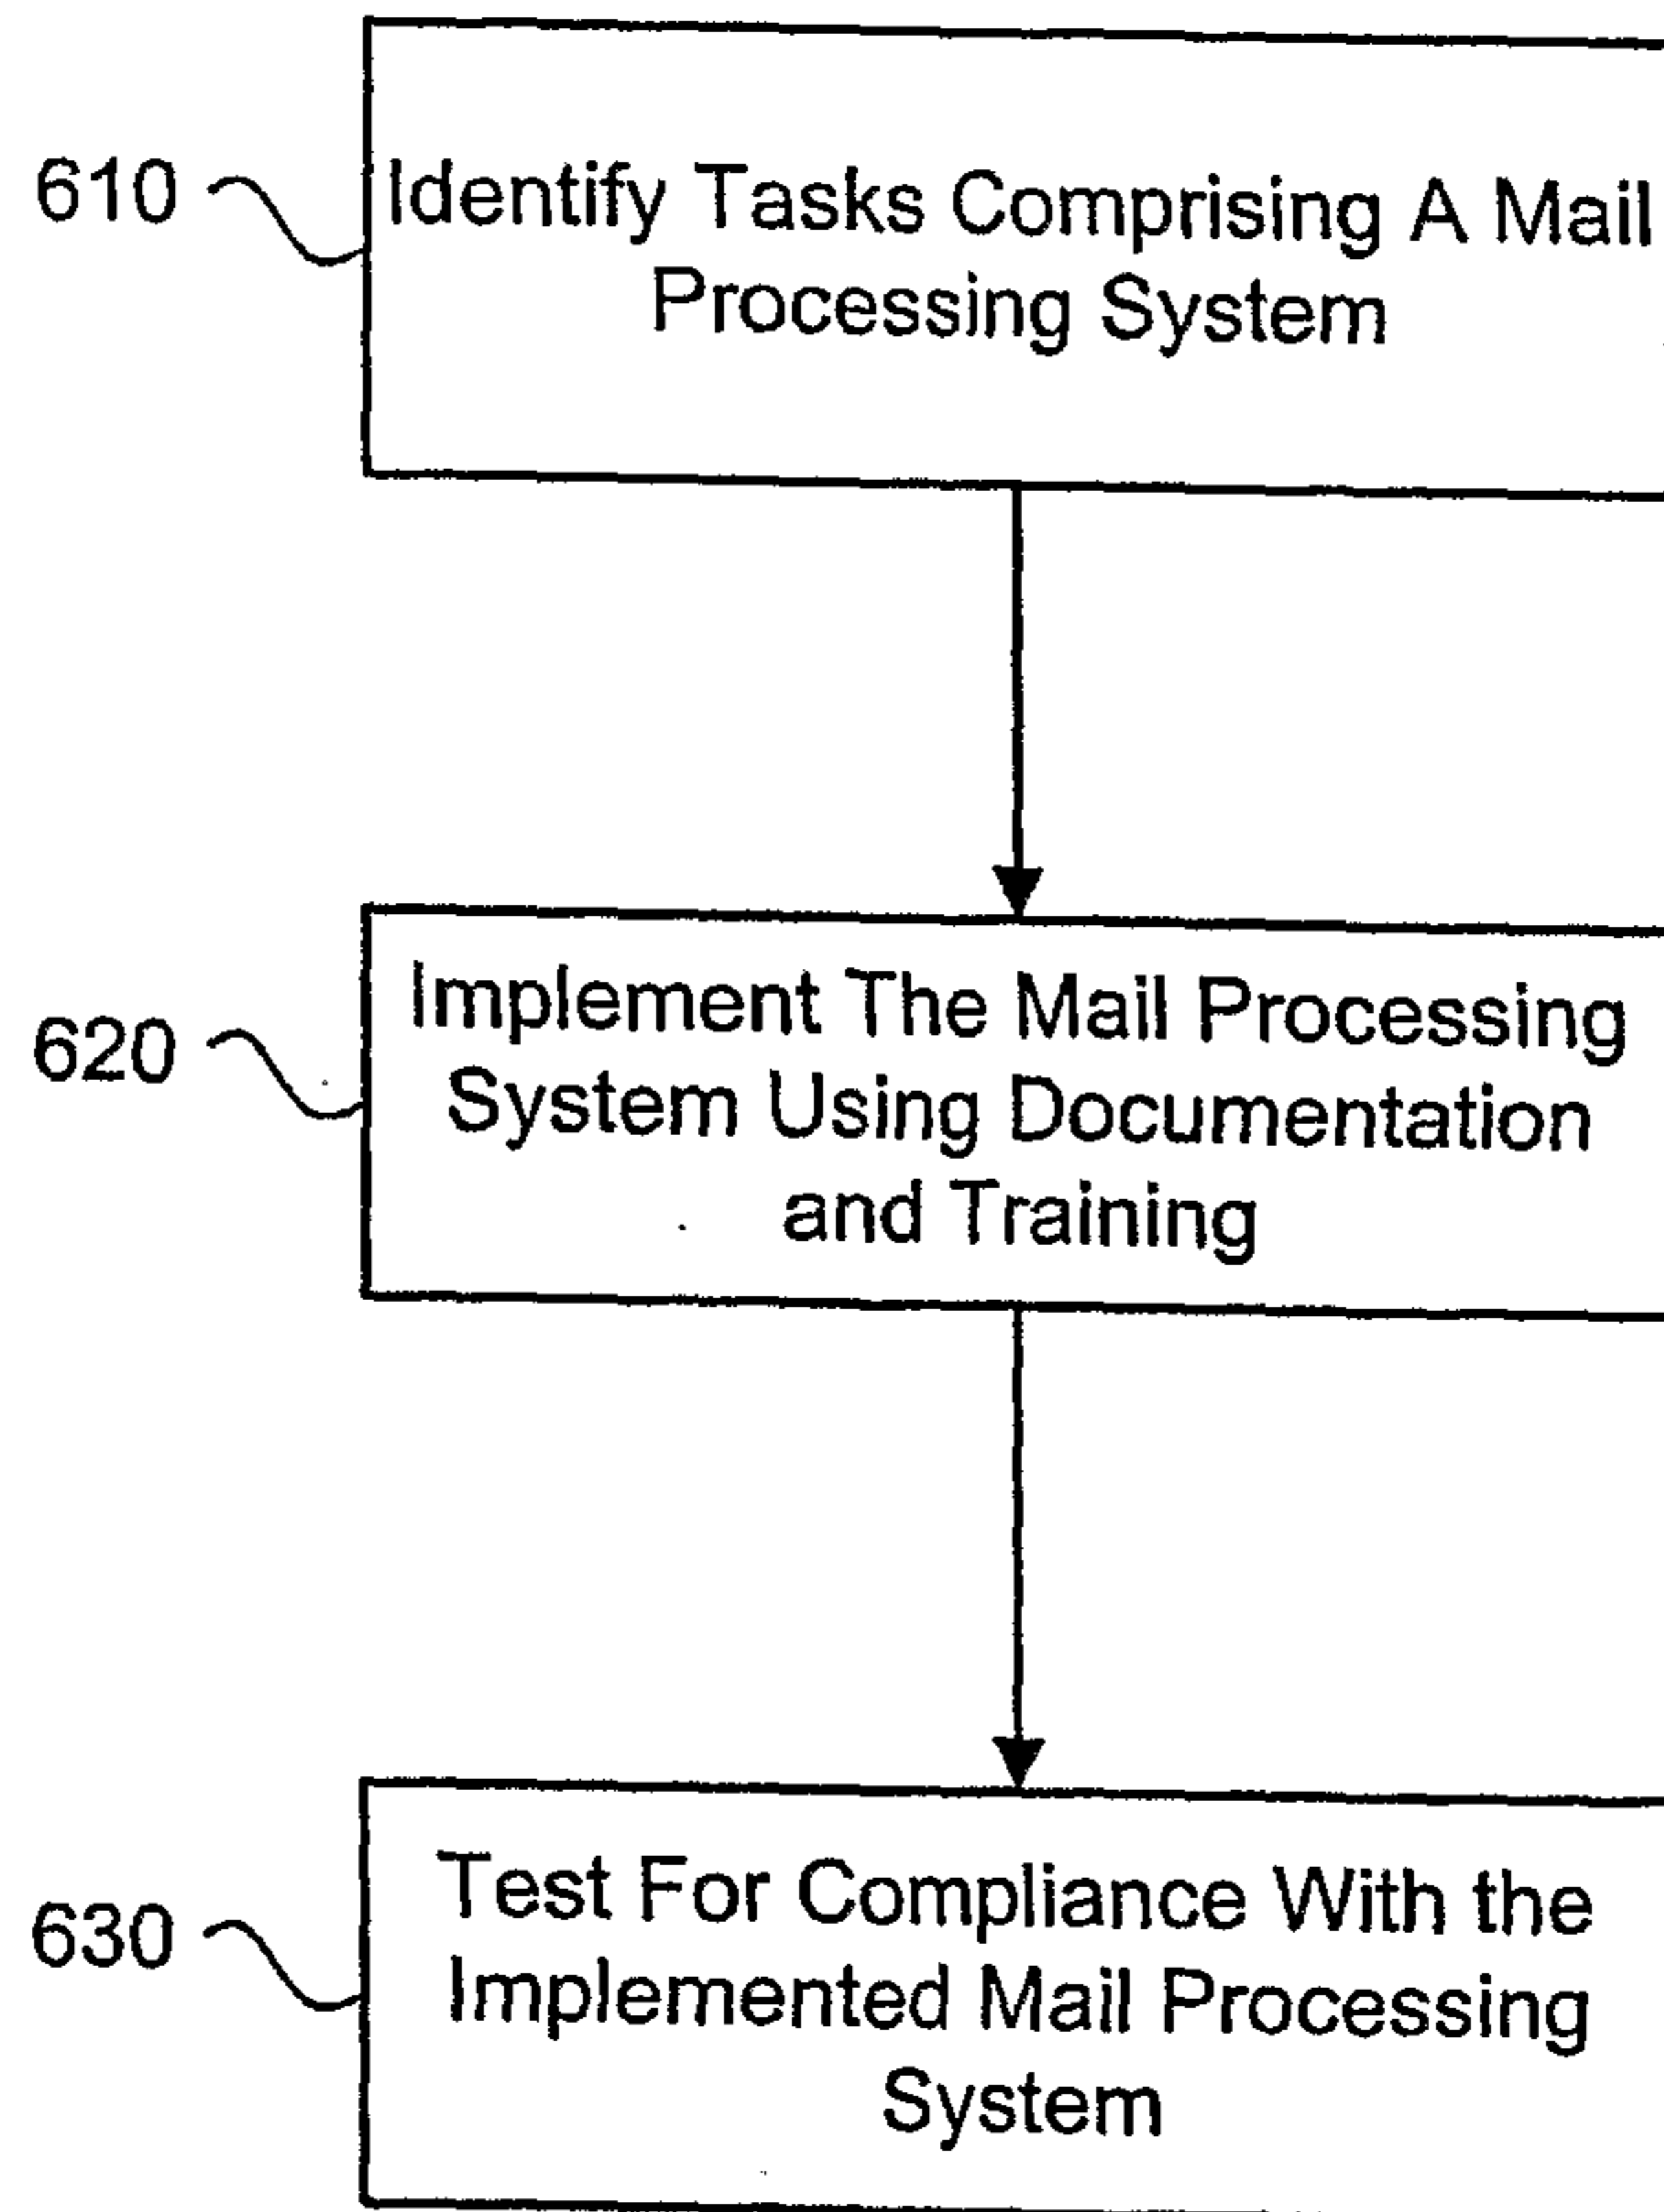 610
Identify Tasks Comprising A Mail
Processing System
620
Implement The Mail Processing
System Using Documentation
and Training
630
Test For Compliance With the
Implemented Mail Processing
System